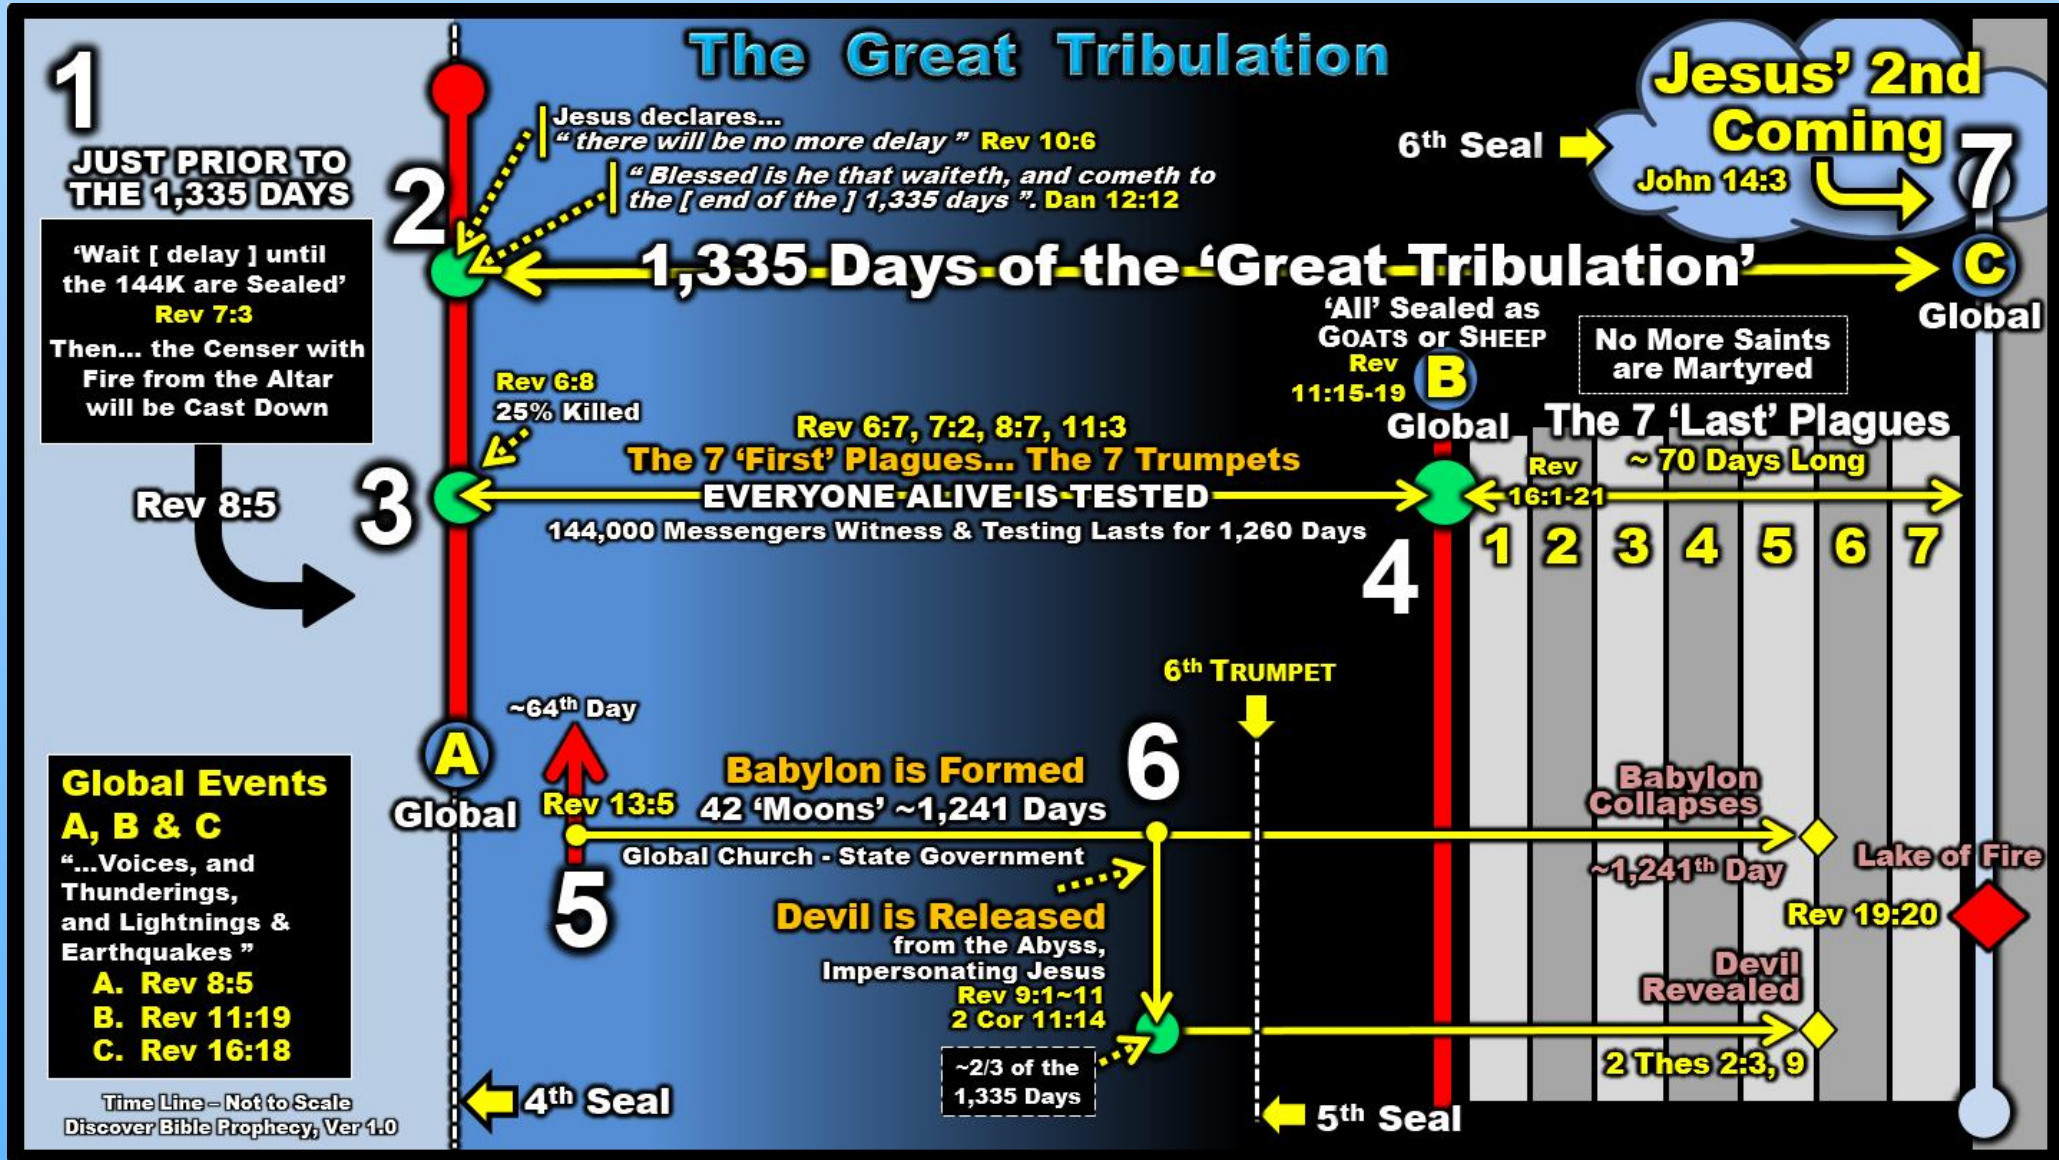 The Great Tribulation
1
JUST PRIOR TO
THE 1,335 DAYS
‘Wait [ delay ] until
the 144K are Sealed’
Rev 7:3
Then... the Censer with
Fire from the Altar
will be Cast Down
Rev 8:5
2
Jesus declares...
“ there will be no more delay ” Rev 10:6
“ Blessed is he that waiteth, and cometh to
the [ end of the ] 1,335 days ”. Dan 12:12
6th Seal
Jesus’ 2nd
Coming
John 14:3
7
1,335 Days of the ‘Great Tribulation’
C
Global
‘All’ Sealed as
GOATS or SHEEP
Rev
11:15-19
B
Global
No More Saints
are Martyred
The 7 ‘Last’ Plagues
~ 70 Days Long
Rev
16:1-21
1 2 3 4 5 6 7
3
Rev 6:8
25% Killed
Rev 6:7, 7:2, 8:7, 11:3
The 7 ‘First’ Plagues... The 7 Trumpets
EVERYONE ALIVE IS TESTED
144,000 Messengers Witness & Testing Lasts for 1,260 Days
4
A
Global
~64th Day
Rev 13:5
5
Babylon is Formed
42 ‘Moons’ ~1,241 Days
Global Church - State Government
6
6th TRUMPET
Devil is Released
from the Abyss,
Impersonating Jesus
Rev 9:1~11
2 Cor 11:14
~2/3 of the
1,335 Days
Babylon
Collapses
~1,241th Day
Lake of Fire
Rev 19:20
Devil
Revealed
2 Thes 2:3, 9
4th Seal
5th Seal
Global Events
A, B & C
“...Voices, and
Thunderings,
and Lightnings &
Earthquakes ”
A. Rev 8:5
B. Rev 11:19
C. Rev 16:18
Time Line – Not to Scale
Discover Bible Prophecy, Ver 1.0